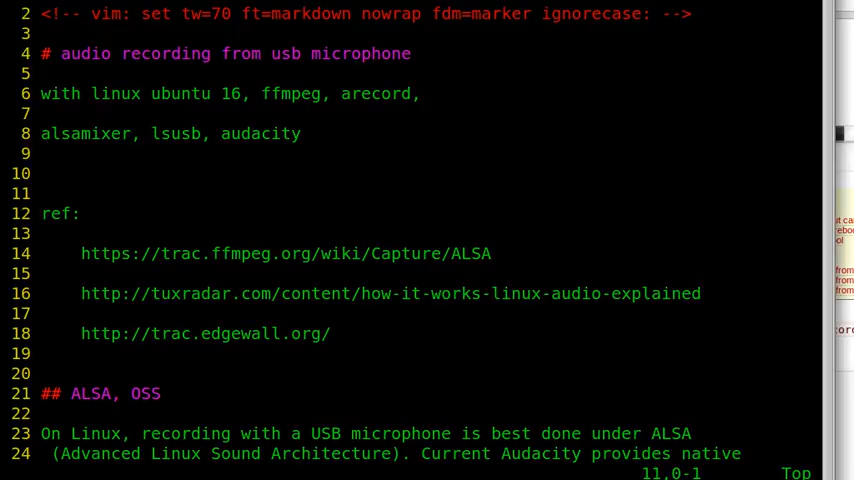 2 <!-- vim: set tw=70 ft=markdown nowrap fdm=marker ignorecase: -->
3
4 # audio recording from usb microphone
5
6 with linux ubuntu 16, ffmpeg, arecord,
7
8 alsamixer, lsusb, audacity
9
10
11
12 ref:
13
14 https://trac.ffmpeg.org/wiki/Capture/ALSA
15
16 http://tuxradar.com/content/how-it-works-linux-audio-explained
17
18 http://trac.edgewall.org/
19
20
21 ## ALSA, OSS
22
23 On Linux, recording with a USB microphone is best done under ALSA
24 (Advanced Linux Sound Architecture). Current Audacity provides native
11,0-1 Top
from
from
from